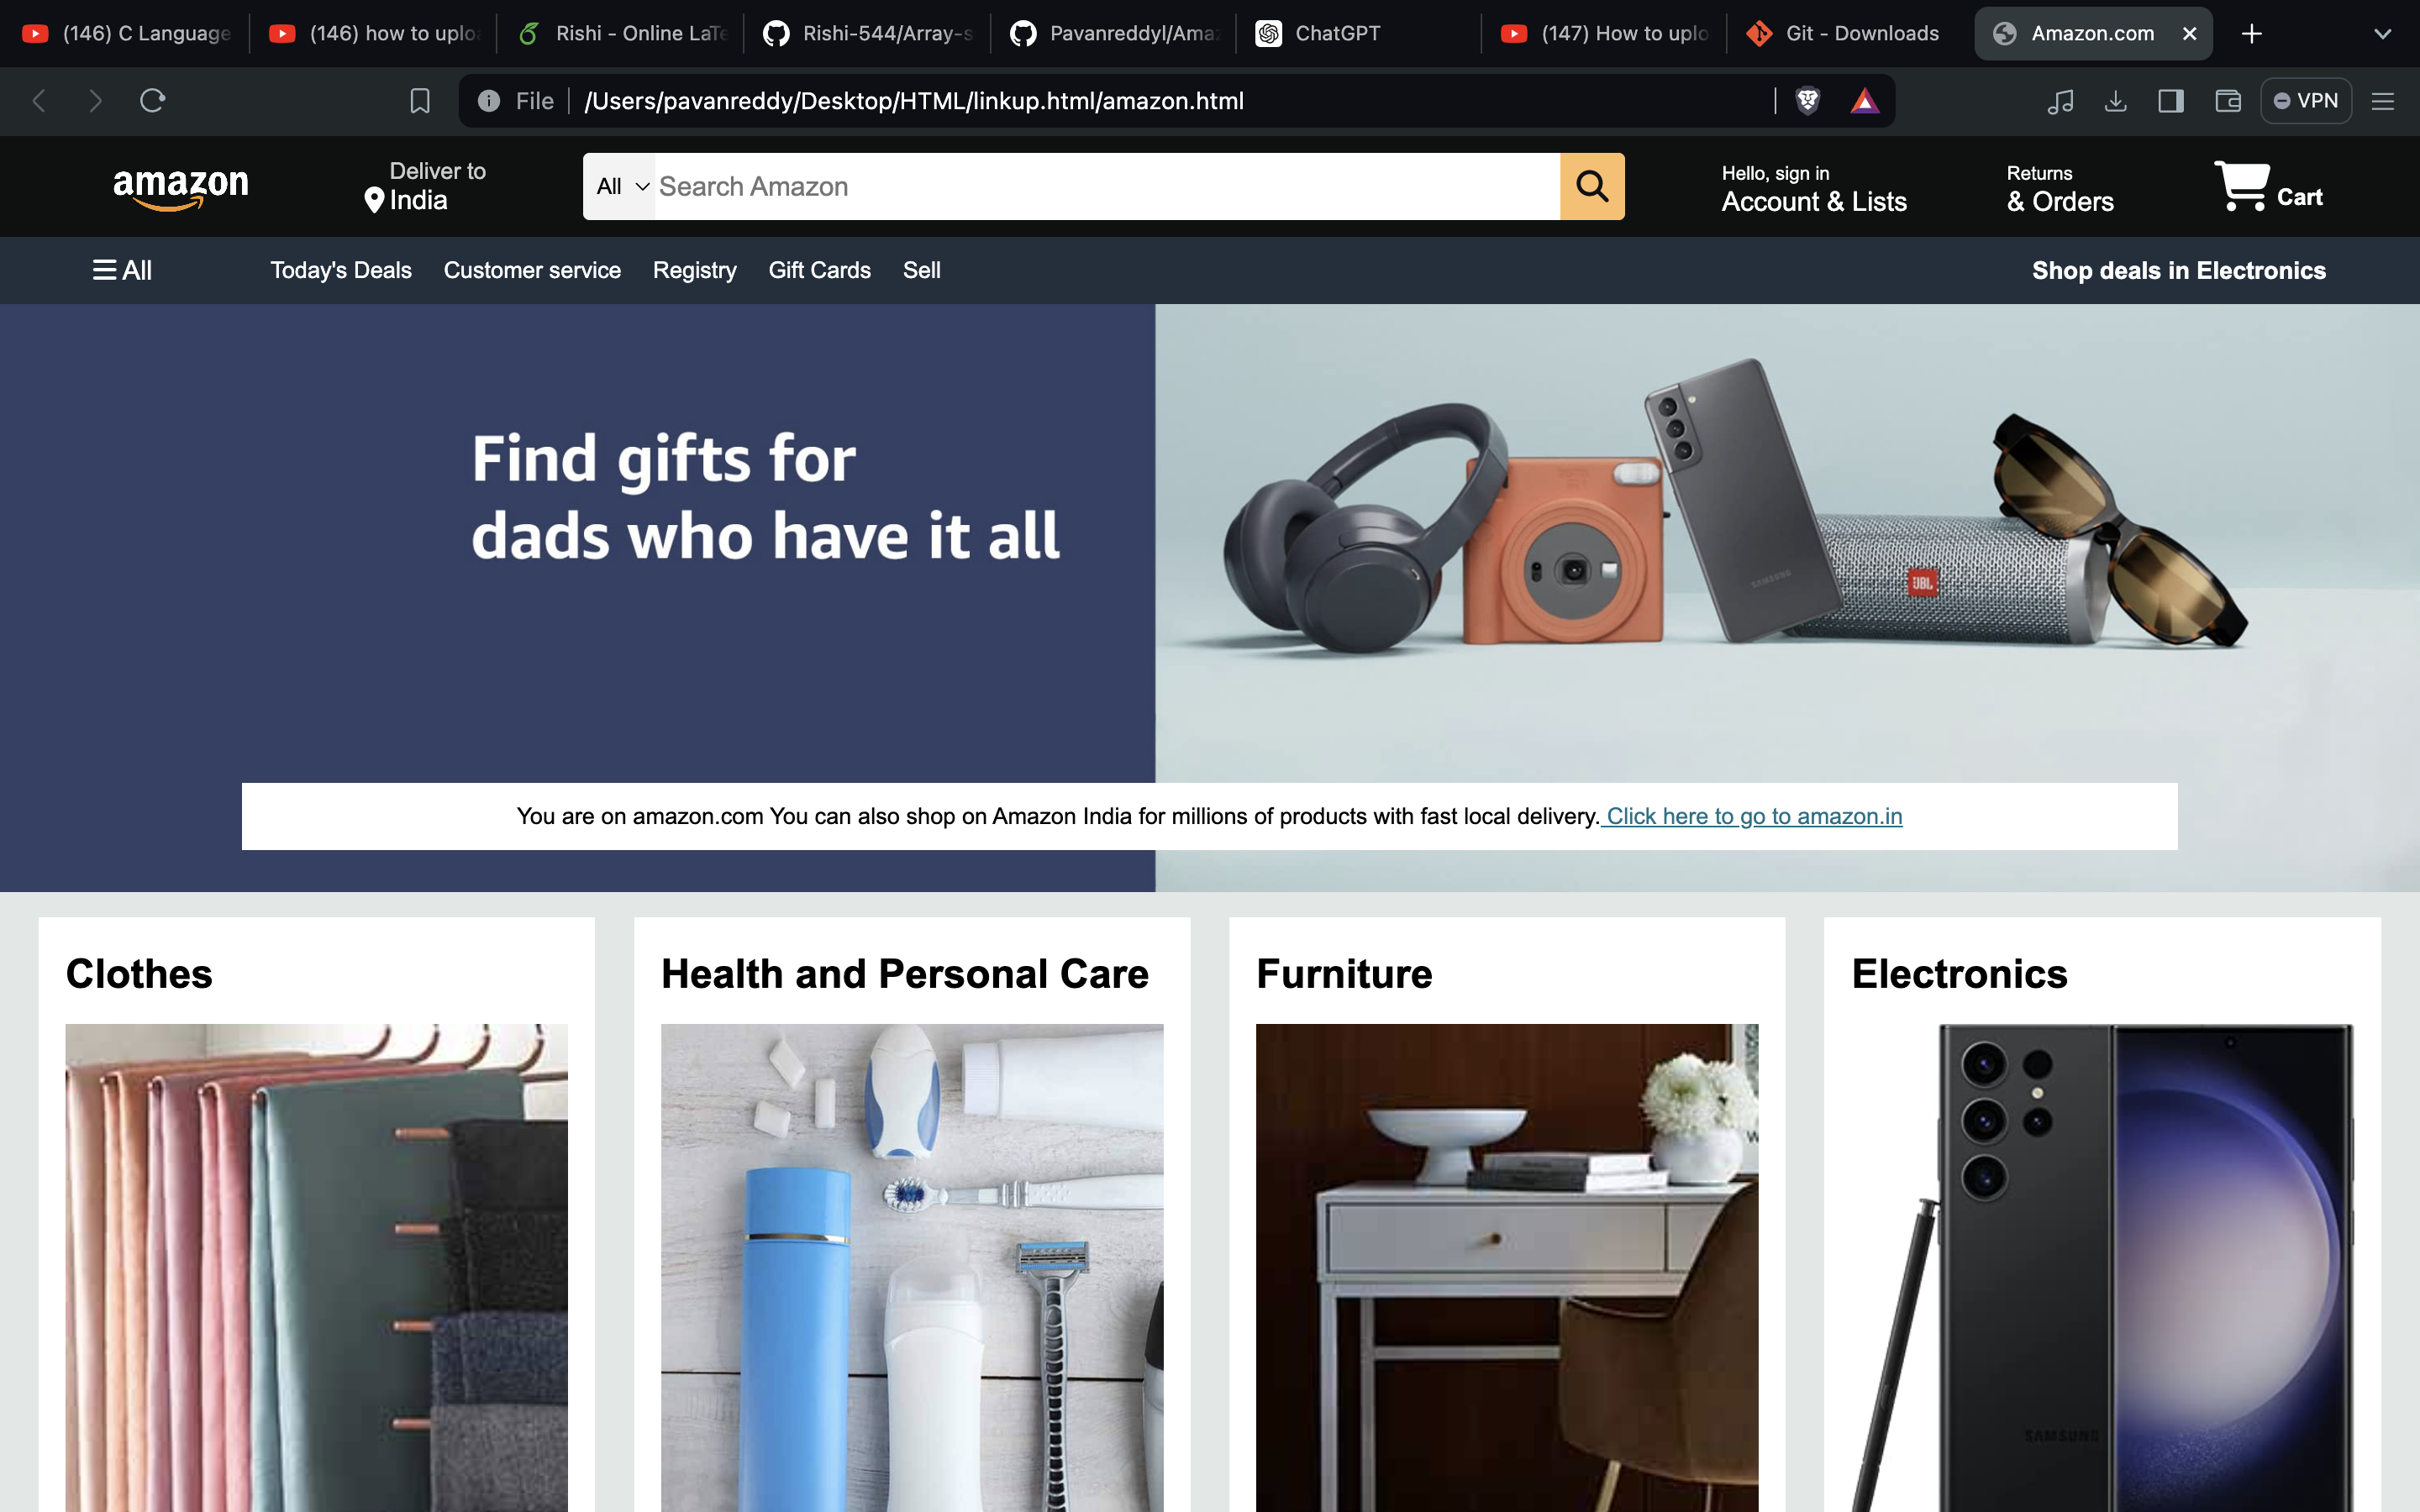 (146) C Language
(146) how to uplo
Rishi - Online LaTe
Rishi-544/Array-s
Pavanreddyl/Ama
ChatGPT
(147) How to uplo
Git - Downloads
Amazon.com
File
/Users/pavanreddy/Desktop/HTML/linkup.html/amazon.html
VPN
amazon
Deliver to
India
All
Search Amazon
Hello, sign in
Account & Lists
Returns
& Orders
Cart
All
Today's Deals
Customer service
Registry
Gift Cards
Sell
Shop deals in Electronics
Find gifts for
dads who have it all
SAMSUNG
JBL
You are on amazon.com You can also shop on Amazon India for millions of products with fast local delivery. Click here to go to amazon.in
Clothes
Health and Personal Care
Furniture
Electronics
SAMSUNG